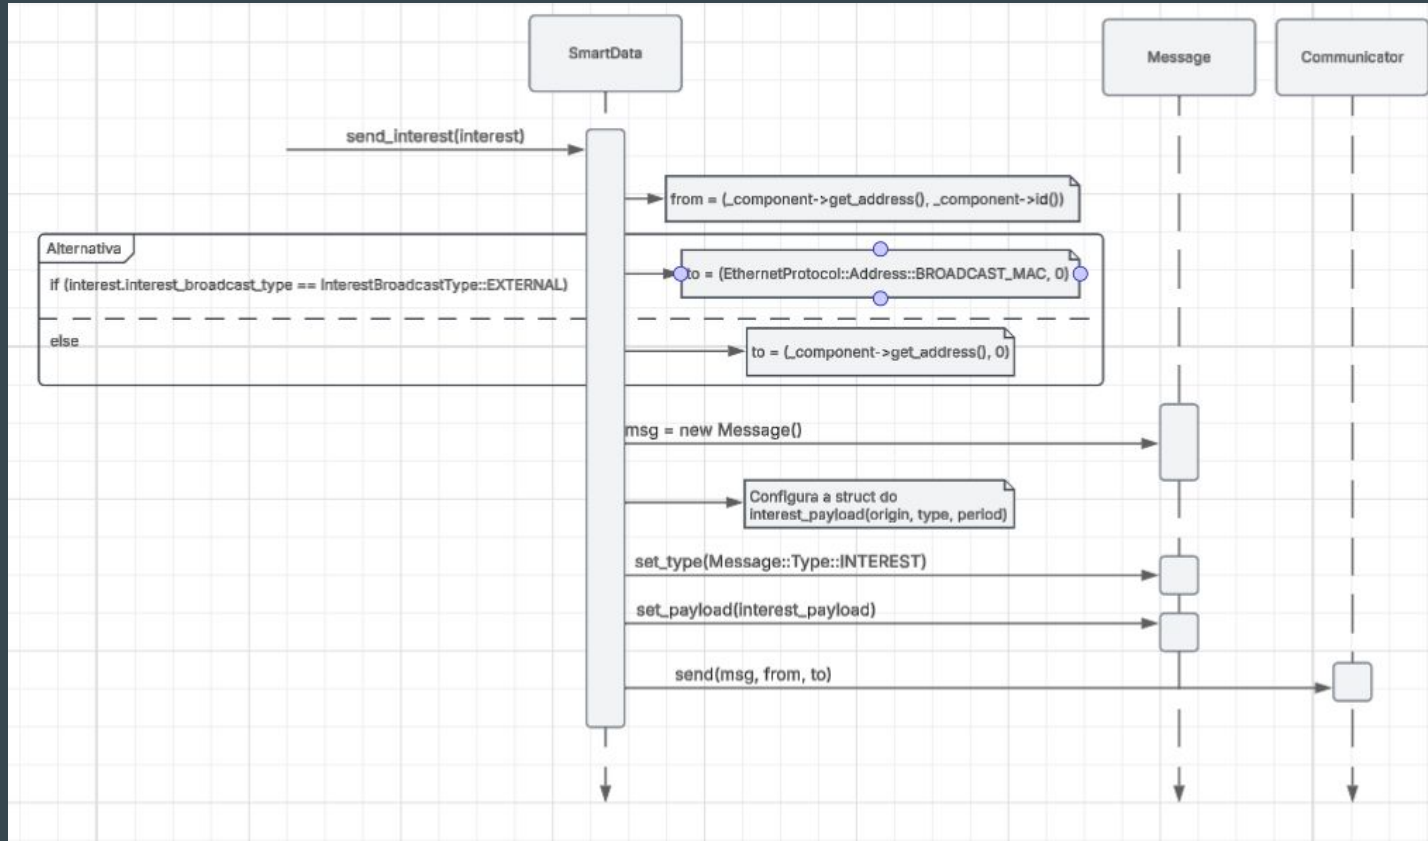 SmartData
Message
Communicator
send_interest(interest)
from = (_component->get_address(), _component->id())
Alternativa
if (interest.interest_broadcast_type == InterestBroadcastType::EXTERNAL)
to = (EthernetProtocol::Address::BROADCAST_MAC, 0)
else
to = (_component->get_address(), 0)
msg = new Message()
Configura a struct do
interest_payload(origin, type, period)
set_type(Message::Type::INTEREST)
set_payload(interest_payload)
send(msg, from, to)